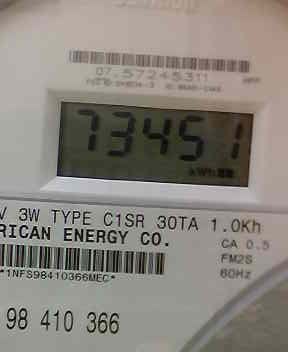 07.57245311
73451
kWh
V 3W TYPE C1SR 30TA 1.0Kh
RICAN ENERGY CO.
CA 0.5
FM2S
60Hz
*1NFS98410366MEC*
98 410 366